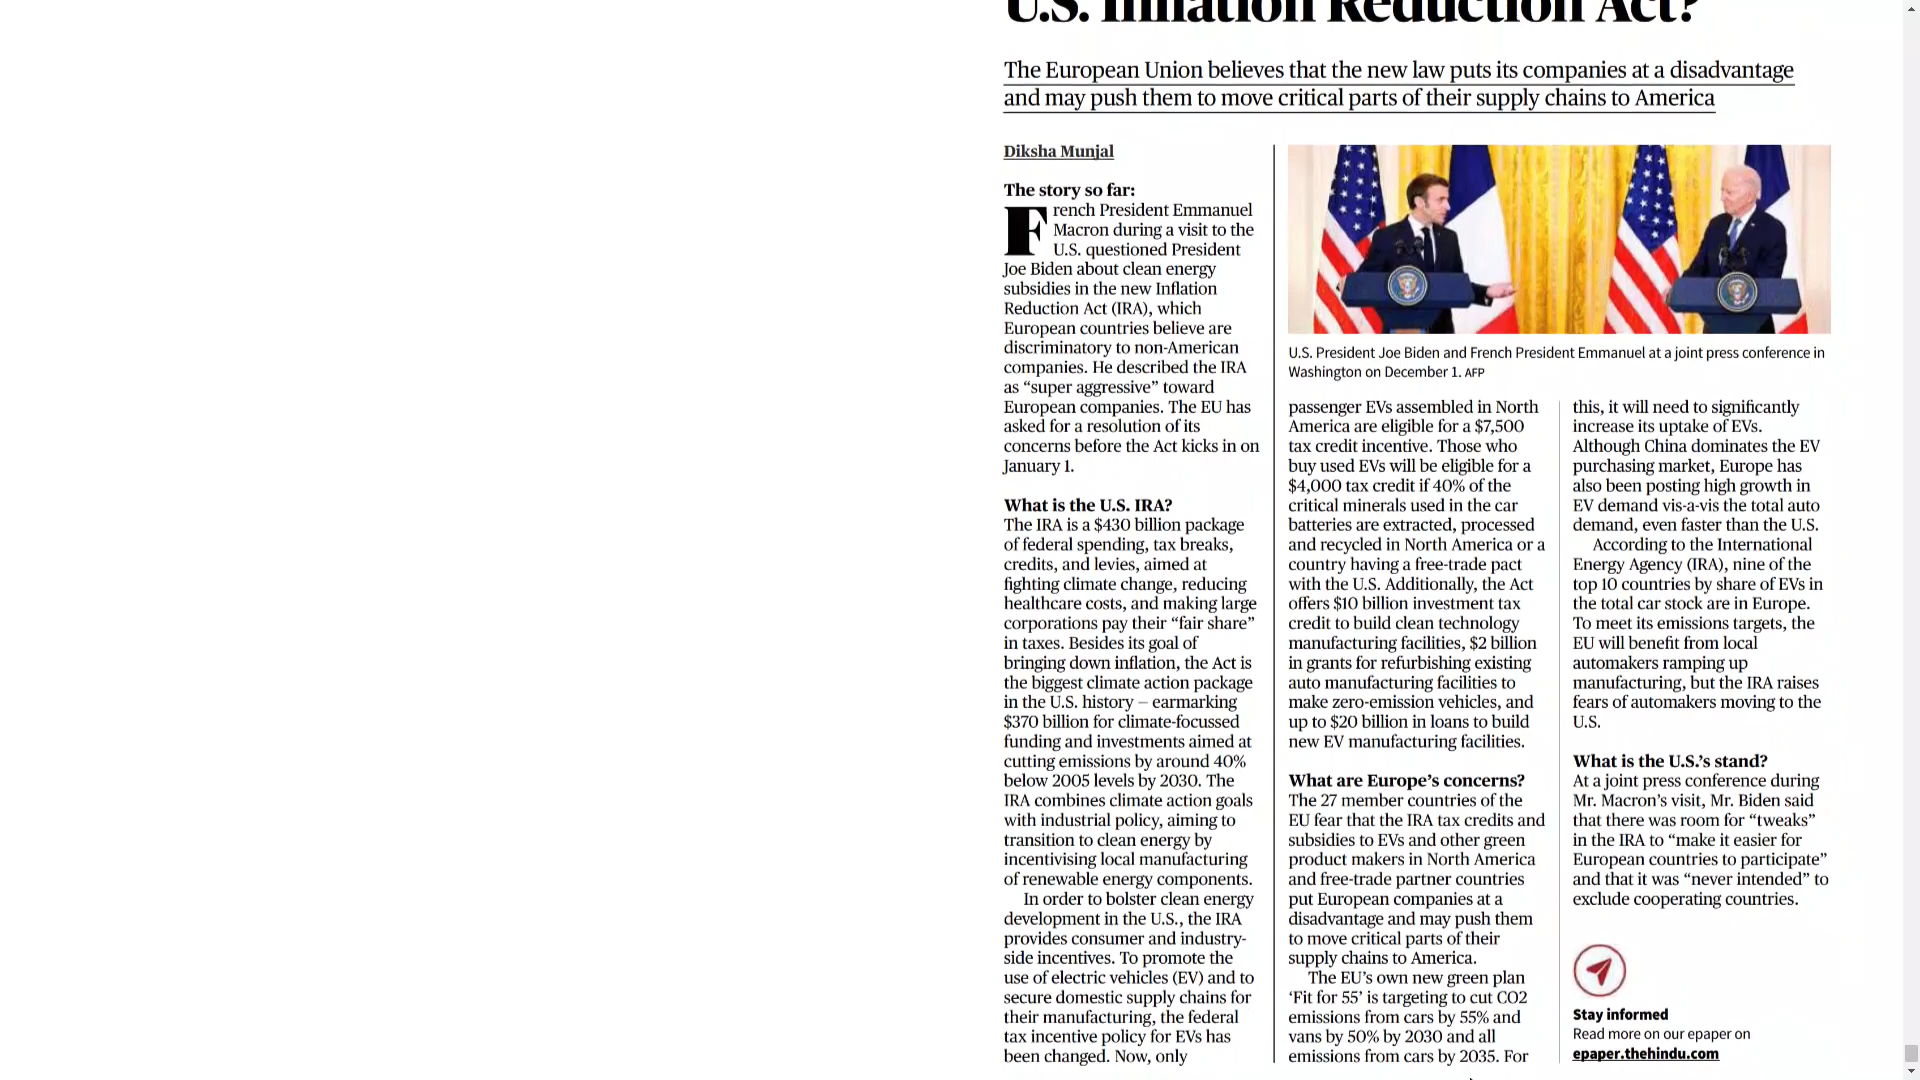 U.S. Inflation Reduction Act?
The European Union believes that the new law puts its companies at a disadvantage
and may push them to move critical parts of their supply chains to America
Diksha Munjal
The story so far:
French President Emmanuel
Macron during a visit to the
U.S. questioned President
Joe Biden about clean energy
subsidies in the new Inflation
Reduction Act (IRA), which
European countries believe are
discriminatory to non-American
companies. He described the IRA
as “super aggressive” toward
European companies. The EU has
asked for a resolution of its
concerns before the Act kicks in on
January 1.
What is the U.S. IRA?
The IRA is a $430 billion package
of federal spending, tax breaks,
credits, and levies, aimed at
fighting climate change, reducing
healthcare costs, and making large
corporations pay their “fair share”
in taxes. Besides its goal of
bringing down inflation, the Act is
the biggest climate action package
in the U.S. history — earmarking
$370 billion for climate-focussed
funding and investments aimed at
cutting emissions by around 40%
below 2005 levels by 2030. The
IRA combines climate action goals
with industrial policy, aiming to
transition to clean energy by
incentivising local manufacturing
of renewable energy components.
In order to bolster clean energy
development in the U.S., the IRA
provides consumer and industry-
side incentives. To promote the
use of electric vehicles (EV) and to
secure domestic supply chains for
their manufacturing, the federal
tax incentive policy for EVs has
been changed. Now, only
U.S. President Joe Biden and French President Emmanuel at a joint press conference in
Washington on December 1. AFP
passenger EVs assembled in North
America are eligible for a $7,500
tax credit incentive. Those who
buy used EVs will be eligible for a
$4,000 tax credit if 40% of the
critical minerals used in the car
batteries are extracted, processed
and recycled in North America or a
country having a free-trade pact
with the U.S. Additionally, the Act
offers $10 billion investment tax
credit to build clean technology
manufacturing facilities, $2 billion
in grants for refurbishing existing
auto manufacturing facilities to
make zero-emission vehicles, and
up to $20 billion in loans to build
new EV manufacturing facilities.
What are Europe’s concerns?
The 27 member countries of the
EU fear that the IRA tax credits and
subsidies to EVs and other green
product makers in North America
and free-trade partner countries
put European companies at a
disadvantage and may push them
to move critical parts of their
supply chains to America.
The EU’s own new green plan
‘Fit for 55’ is targeting to cut CO2
emissions from cars by 55% and
vans by 50% by 2030 and all
emissions from cars by 2035. For
this, it will need to significantly
increase its uptake of EVs.
Although China dominates the EV
purchasing market, Europe has
also been posting high growth in
EV demand vis-a-vis the total auto
demand, even faster than the U.S.
According to the International
Energy Agency (IRA), nine of the
top 10 countries by share of EVs in
the total car stock are in Europe.
To meet its emissions targets, the
EU will benefit from local
automakers ramping up
manufacturing, but the IRA raises
fears of automakers moving to the
U.S.
What is the U.S.’s stand?
At a joint press conference during
Mr. Macron’s visit, Mr. Biden said
that there was room for “tweaks”
in the IRA to “make it easier for
European countries to participate”
and that it was “never intended” to
exclude cooperating countries.
Stay informed
Read more on our epaper on
epaper.thehindu.com